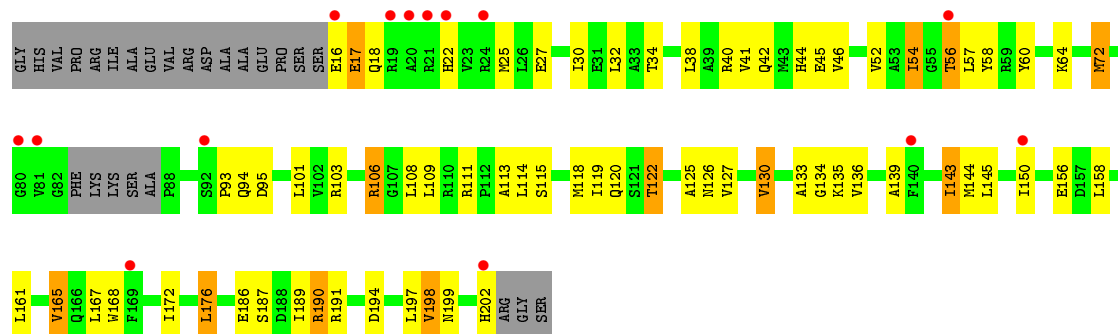 GLY HIS VAL PRO ARG ILE ALA GLU VAL ARG ASP ALA ALA GLU PRO SER SER E16 E17 Q18 R19 A20 R21 H22 V23 R24 M25 L26 E27 I30 E31 L32 A33 T34 L38 A39 R40 V41 Q42 M43 H44 E45 V46 V52 A53 I54 G55 T56 L57 Y58 R59 Y60 K64 M72
G80 V81 G82 PHE LYS LYS SER ALA P88 S92 P93 Q94 D95 L101 V102 R103 R106 G107 L108 L109 R110 R111 P112 A113 L114 S115 M118 I119 Q120 S121 T122 A125 N126 V127 V130 A133 G134 K135 V136 A139 F140 I143 M144 L145 I150 E156 D157 L158
L161 V165 Q166 L167 W168 F169 I172 L176 E186 S187 D188 I189 R190 R191 D194 L197 V198 N199 H202 ARG GLY SER